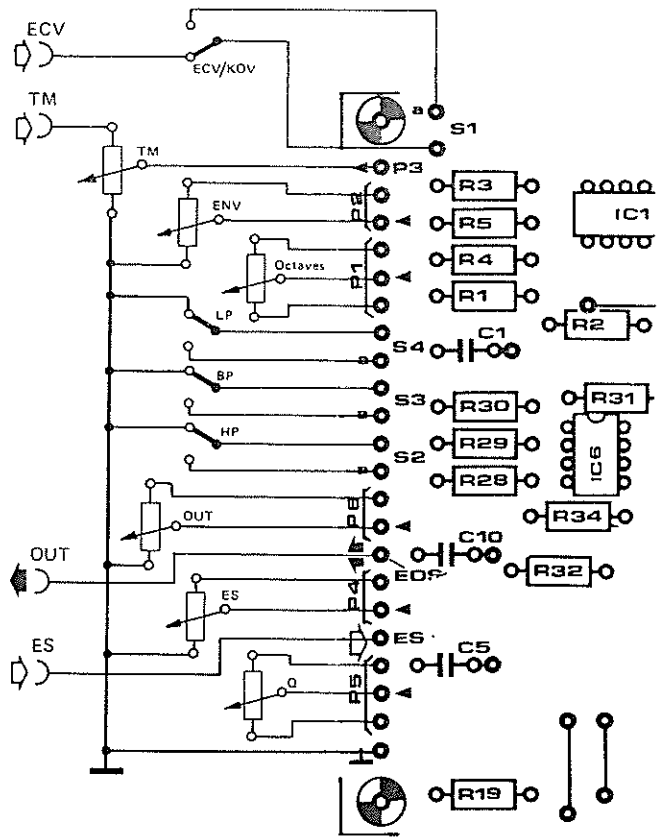 ECV
ECV/KOV
a
S1
TM
TM
P3
R3
P2
ENV
R5
IC1
R4
P1
Octaves
R1
LP
R2
S4
C1
a
BP
S3
R31
a
R30
HP
R29
IC6
S2
a
R28
P6
R34
OUT
OUT
C10
EOS
R32
P4
ES
ES
ES
C5
P5
Q
R19